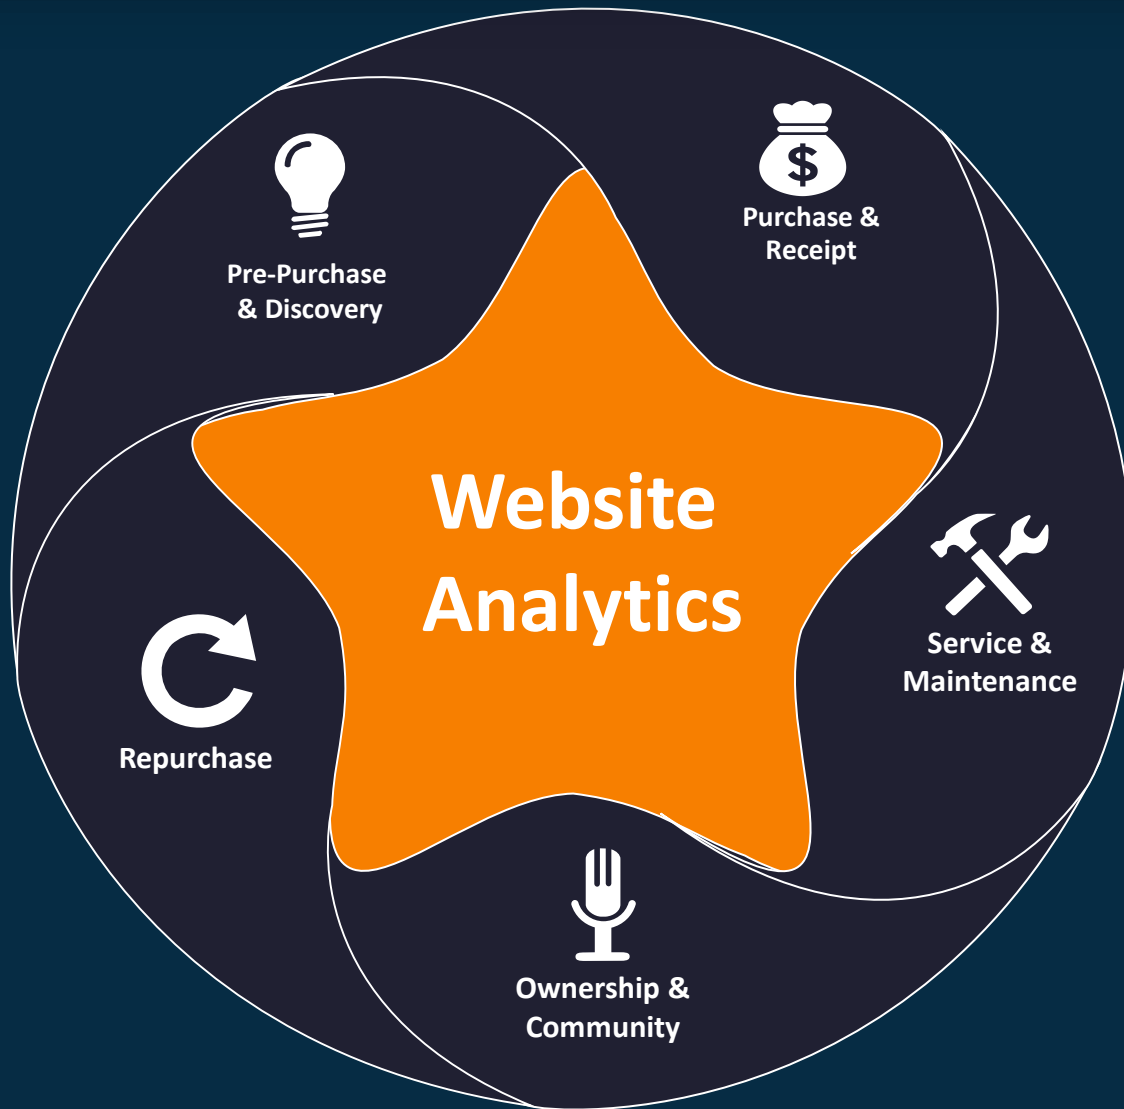 Pre-Purchase
& Discovery
$
Purchase &
Receipt
Website
Analytics
Service &
Maintenance
Repurchase
Ownership &
Community